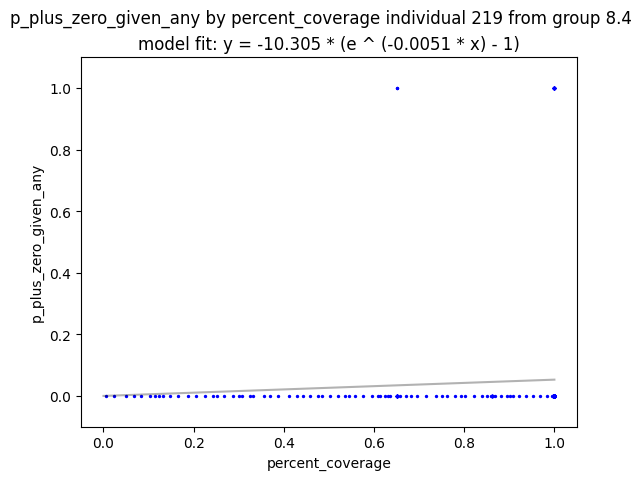 p_plus_zero_given_any by percent_coverage individual 219 from group 8.4
model fit: y = -10.305 * (e ^ (-0.0051 * x) - 1)
1.0
0.8
0.6
0.4
0.2
0.0
p_plus_zero_given_any
0.0 0.2 0.4 0.6 0.8 1.0
percent_coverage